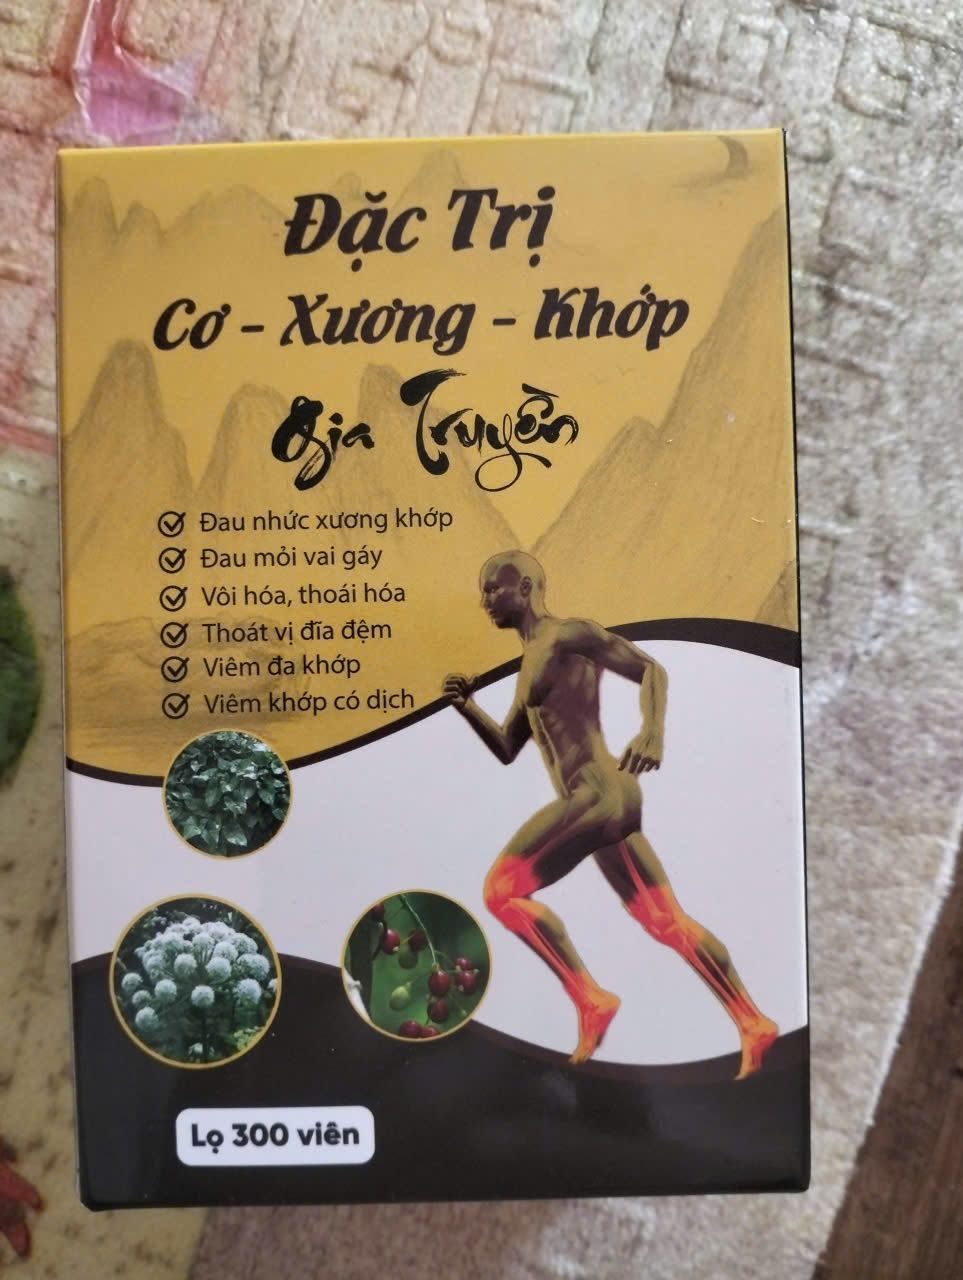 Đặc Trị
Cơ - Xương - Khớp
Gia Truyền
Đau nhức xương khớp
Đau mỏi vai gáy
Vôi hóa, thoái hóa
Thoát vị đĩa đệm
Viêm đa khớp
Viêm khớp có dịch
Lọ 300 viên